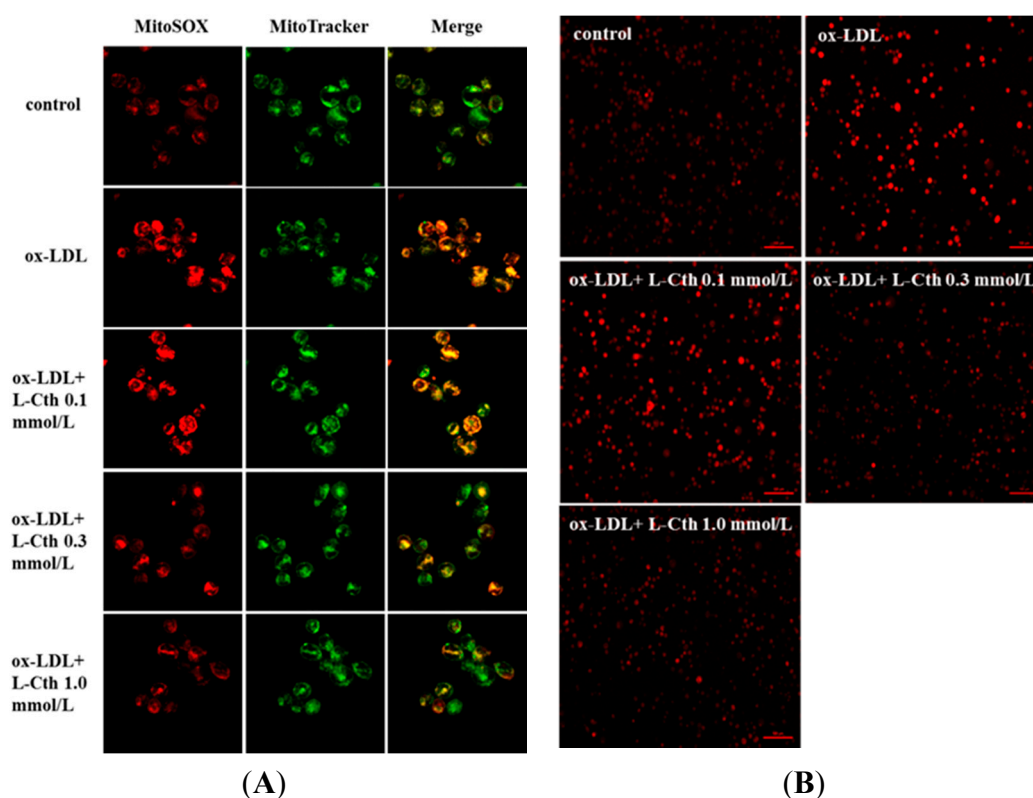 MitoSOX MitoTracker Merge
control
ox-LDL
ox-LDL+
L-Cth 0.1
mmol/L
ox-LDL+
L-Cth 0.3
mmol/L
ox-LDL+
L-Cth 1.0
mmol/L
(A)
control
ox-LDL
ox-LDL+ L-Cth 0.1 mmol/L
ox-LDL+ L-Cth 0.3 mmol/L
ox-LDL+ L-Cth 1.0 mmol/L
(B)